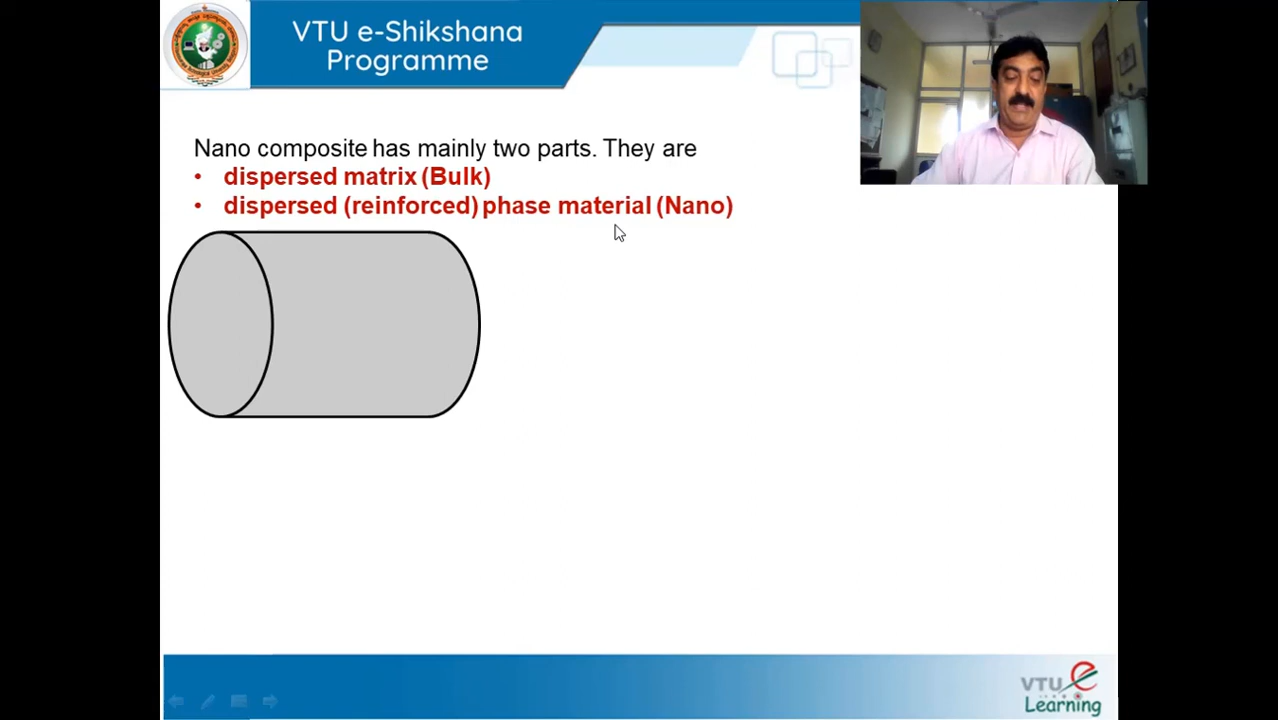 VTU e-Shikshana
Programme
Nano composite has mainly two parts. They are
• dispersed matrix (Bulk)
• dispersed (reinforced) phase material (Nano)
VTU e
Learning